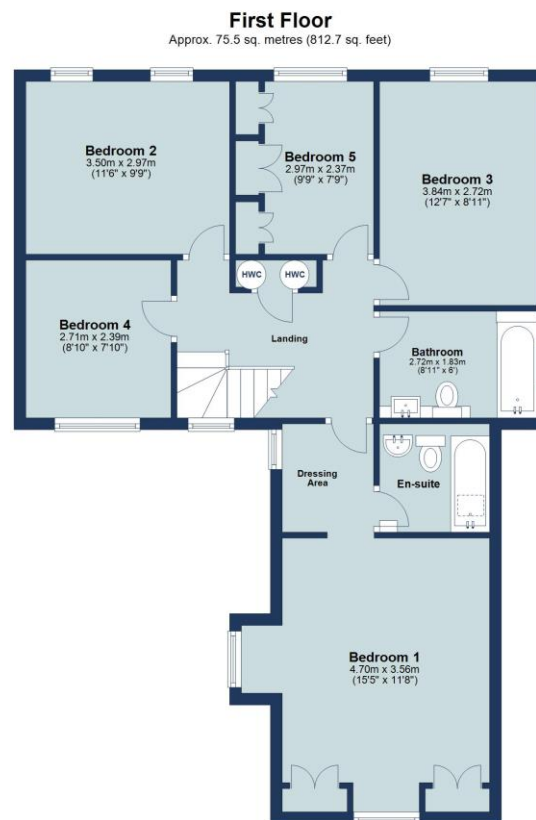 First Floor
Approx. 75.5 sq. metres (812.7 sq. feet)
Bedroom 2
3.50m x 2.97m
(11'6" x 9'9")
Bedroom 5
2.97m x 2.37m
(9'9" x 7'9")
Bedroom 3
3.84m x 2.72m
(12'7" x 8'11")
HWC
HWC
Bedroom 4
2.71m x 2.39m
(8'10" x 7'10")
Landing
Bathroom
2.72m x 1.83m
(8'11" x 6')
Dressing
Area
En-suite
Bedroom 1
4.70m x 3.56m
(15'5" x 11'8")